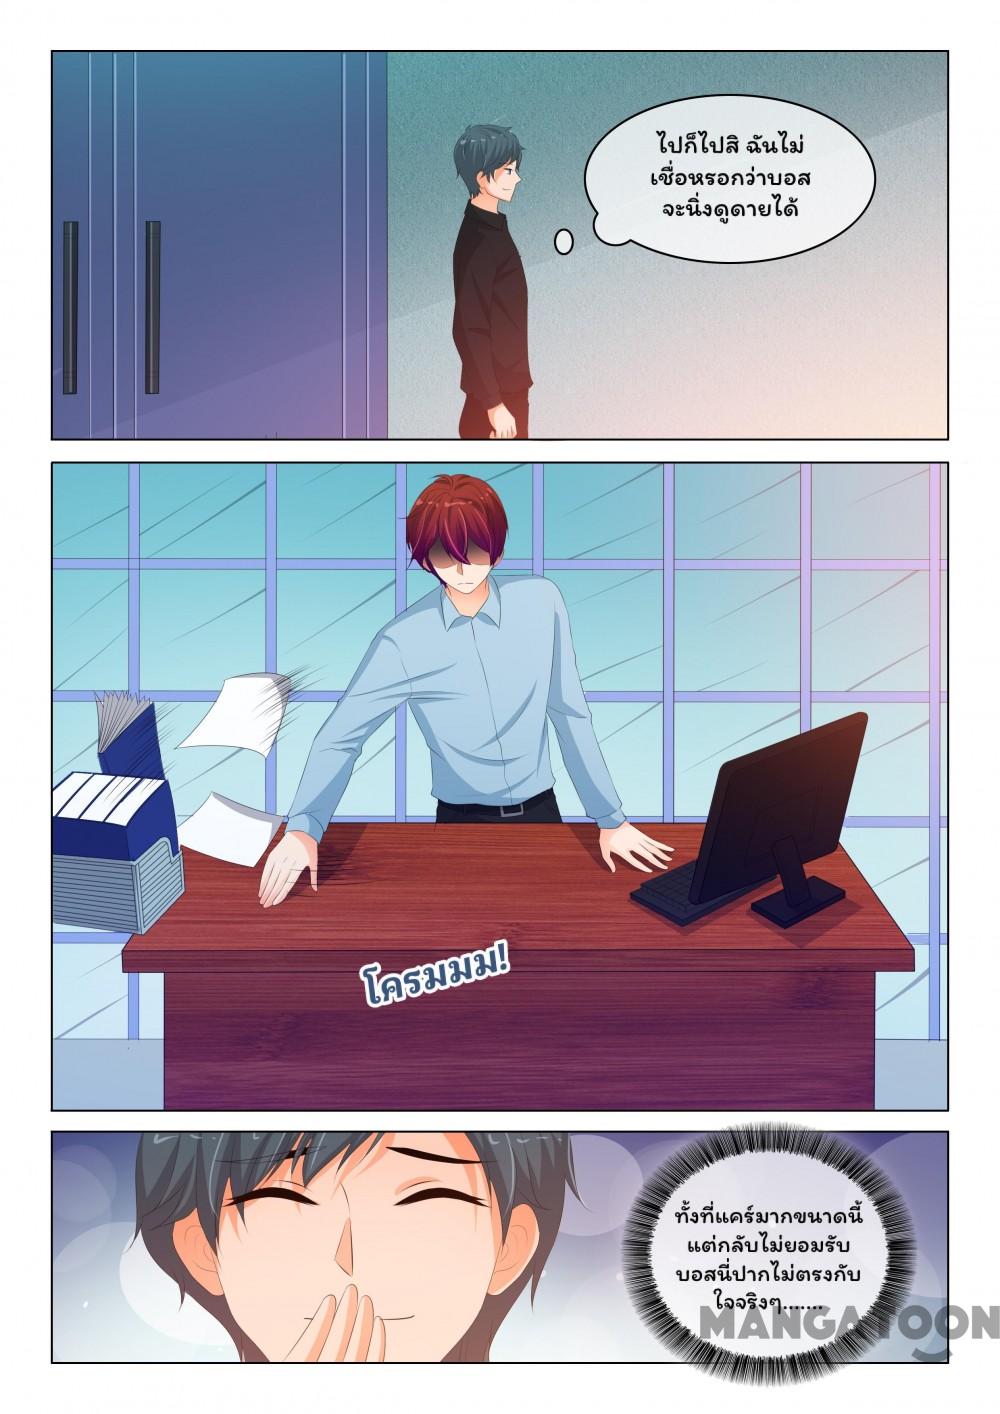 ไปก็ไปสิ ฉันไม่
เชื่อหรอกว่าบอส
จะนิ่งดูดายได้
โครมมม!
ทั้งที่แคร์มากขนาดนี้
แต่กลับไม่ยอมรับ
บอสนี่ปากไม่ตรงกับ
ใจจริงๆ.......
MANGATOON